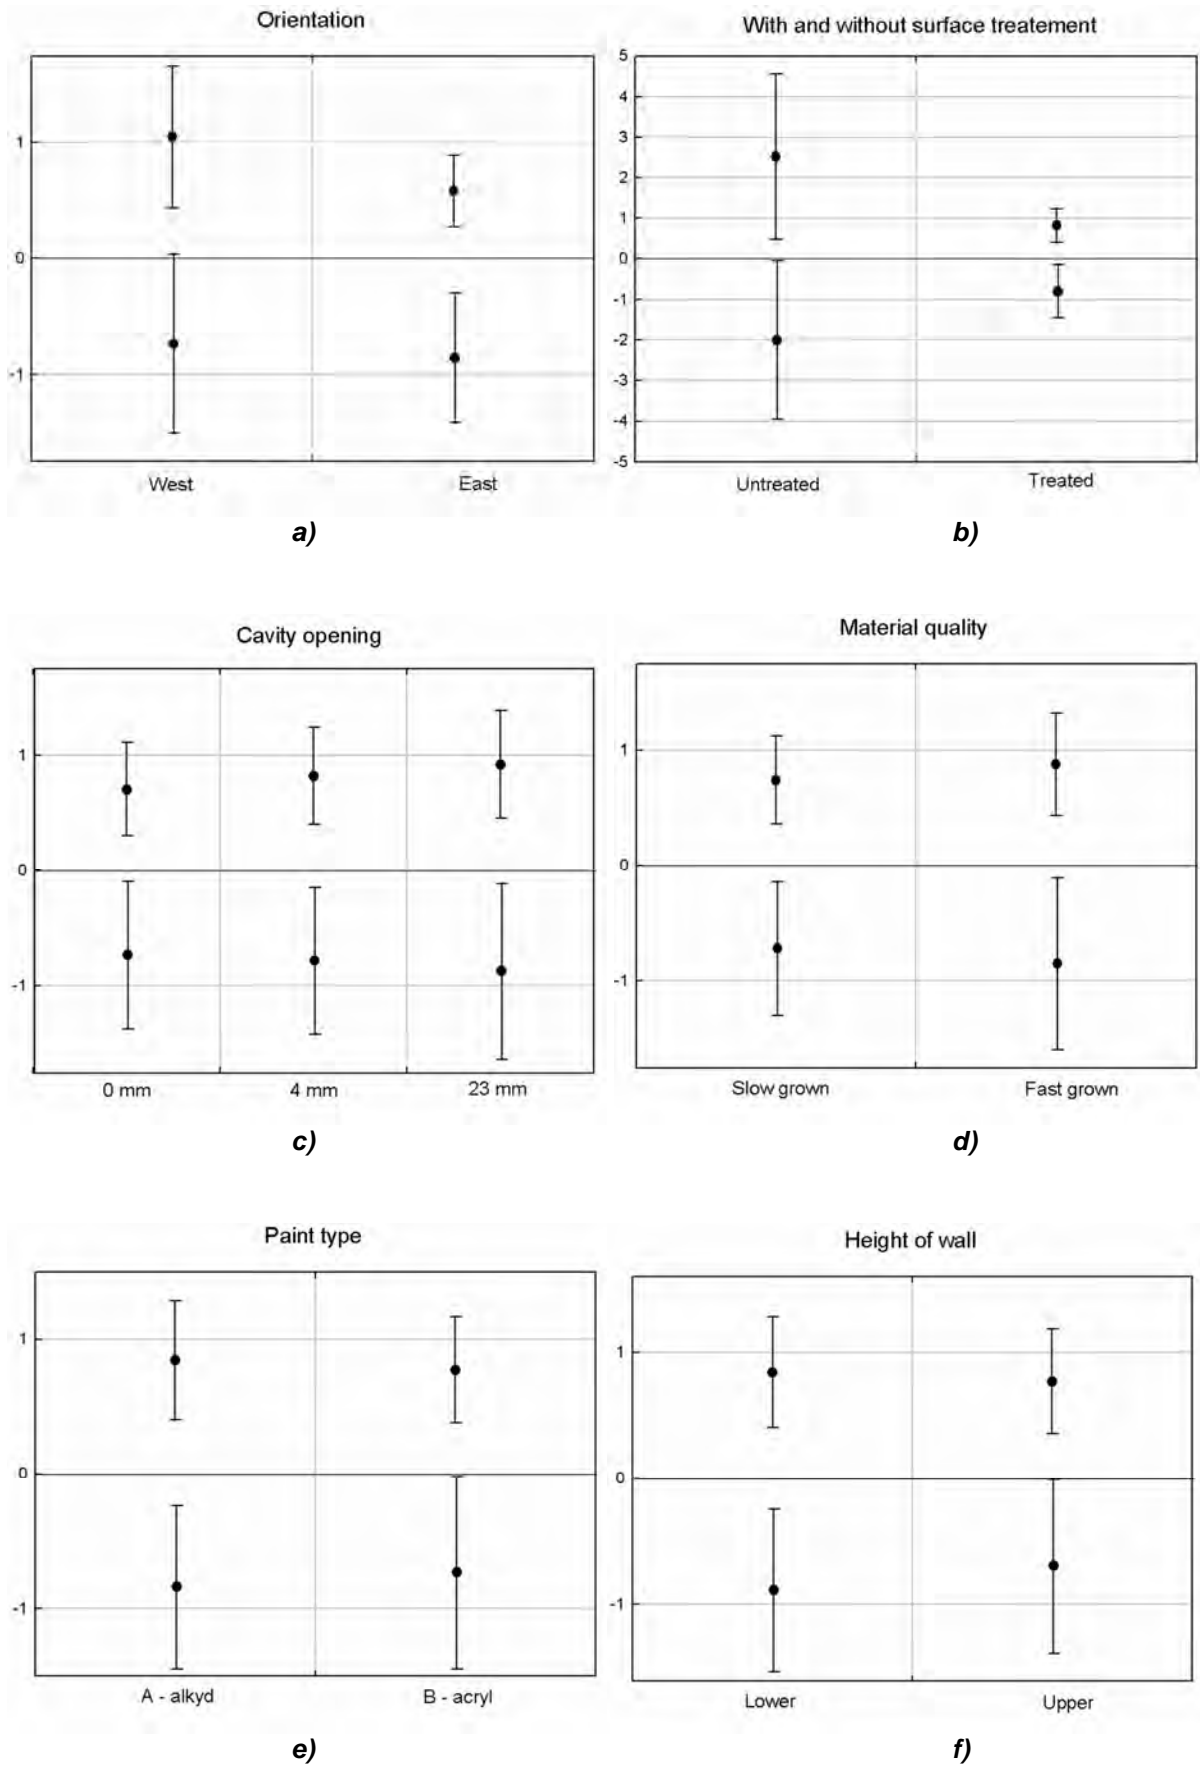 Orientation
1
0
-1
West East
a)
With and without surface treatement
5
4
3
2
1
0
-1
-2
-3
-4
-5
Untreated Treated
b)
Cavity opening
1
0
-1
0 mm 4 mm 23 mm
c)
Material quality
1
0
-1
Slow grown Fast grown
d)
Paint type
1
0
-1
A - alkyd B - acryl
e)
Height of wall
1
0
-1
Lower Upper
f)